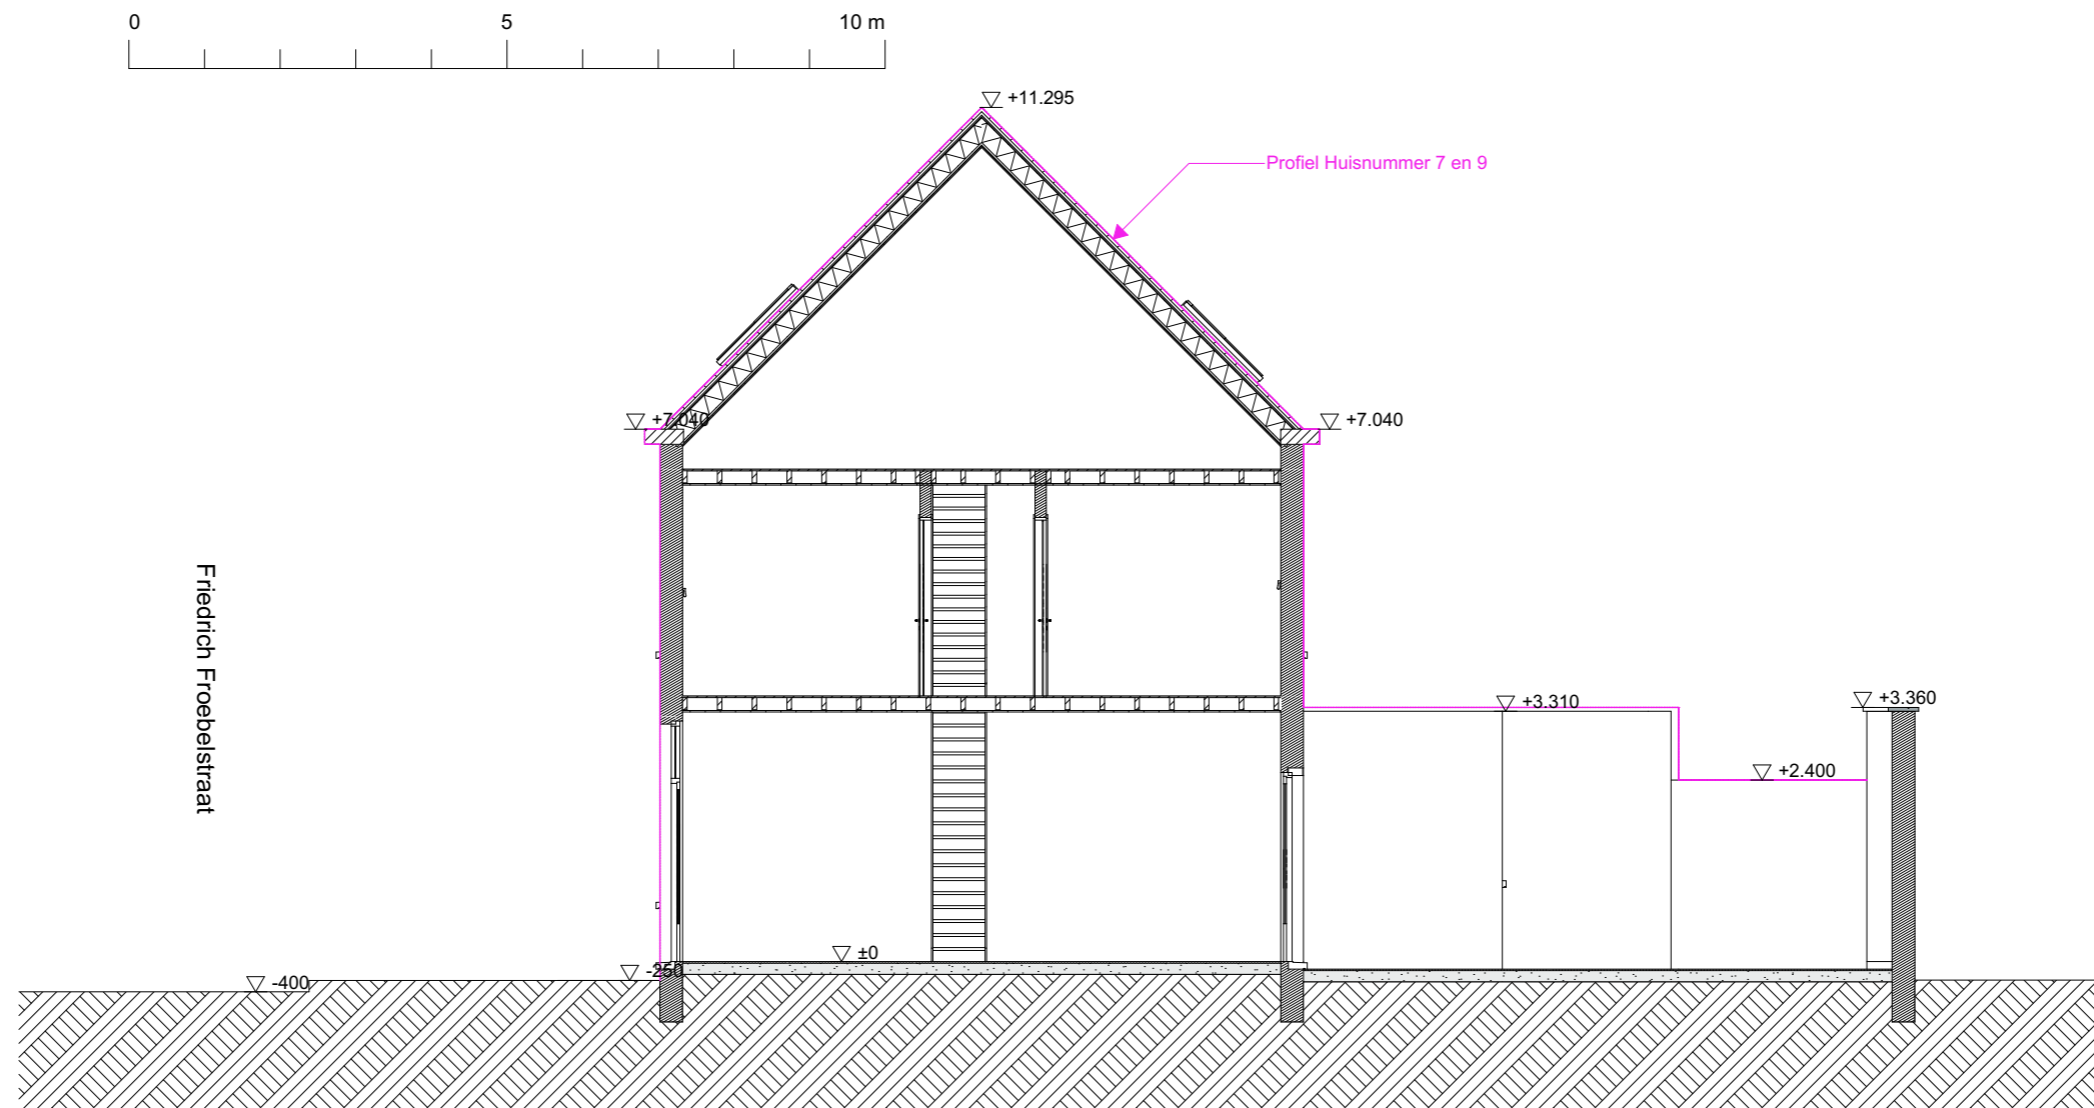 0 5 10 m
+11.295
Profiel Huisnummer 7 en 9
+7.040 +7.040
Friedrich Froebelstraat
+3.310 +3.360
+2.400
±0
-400 -250